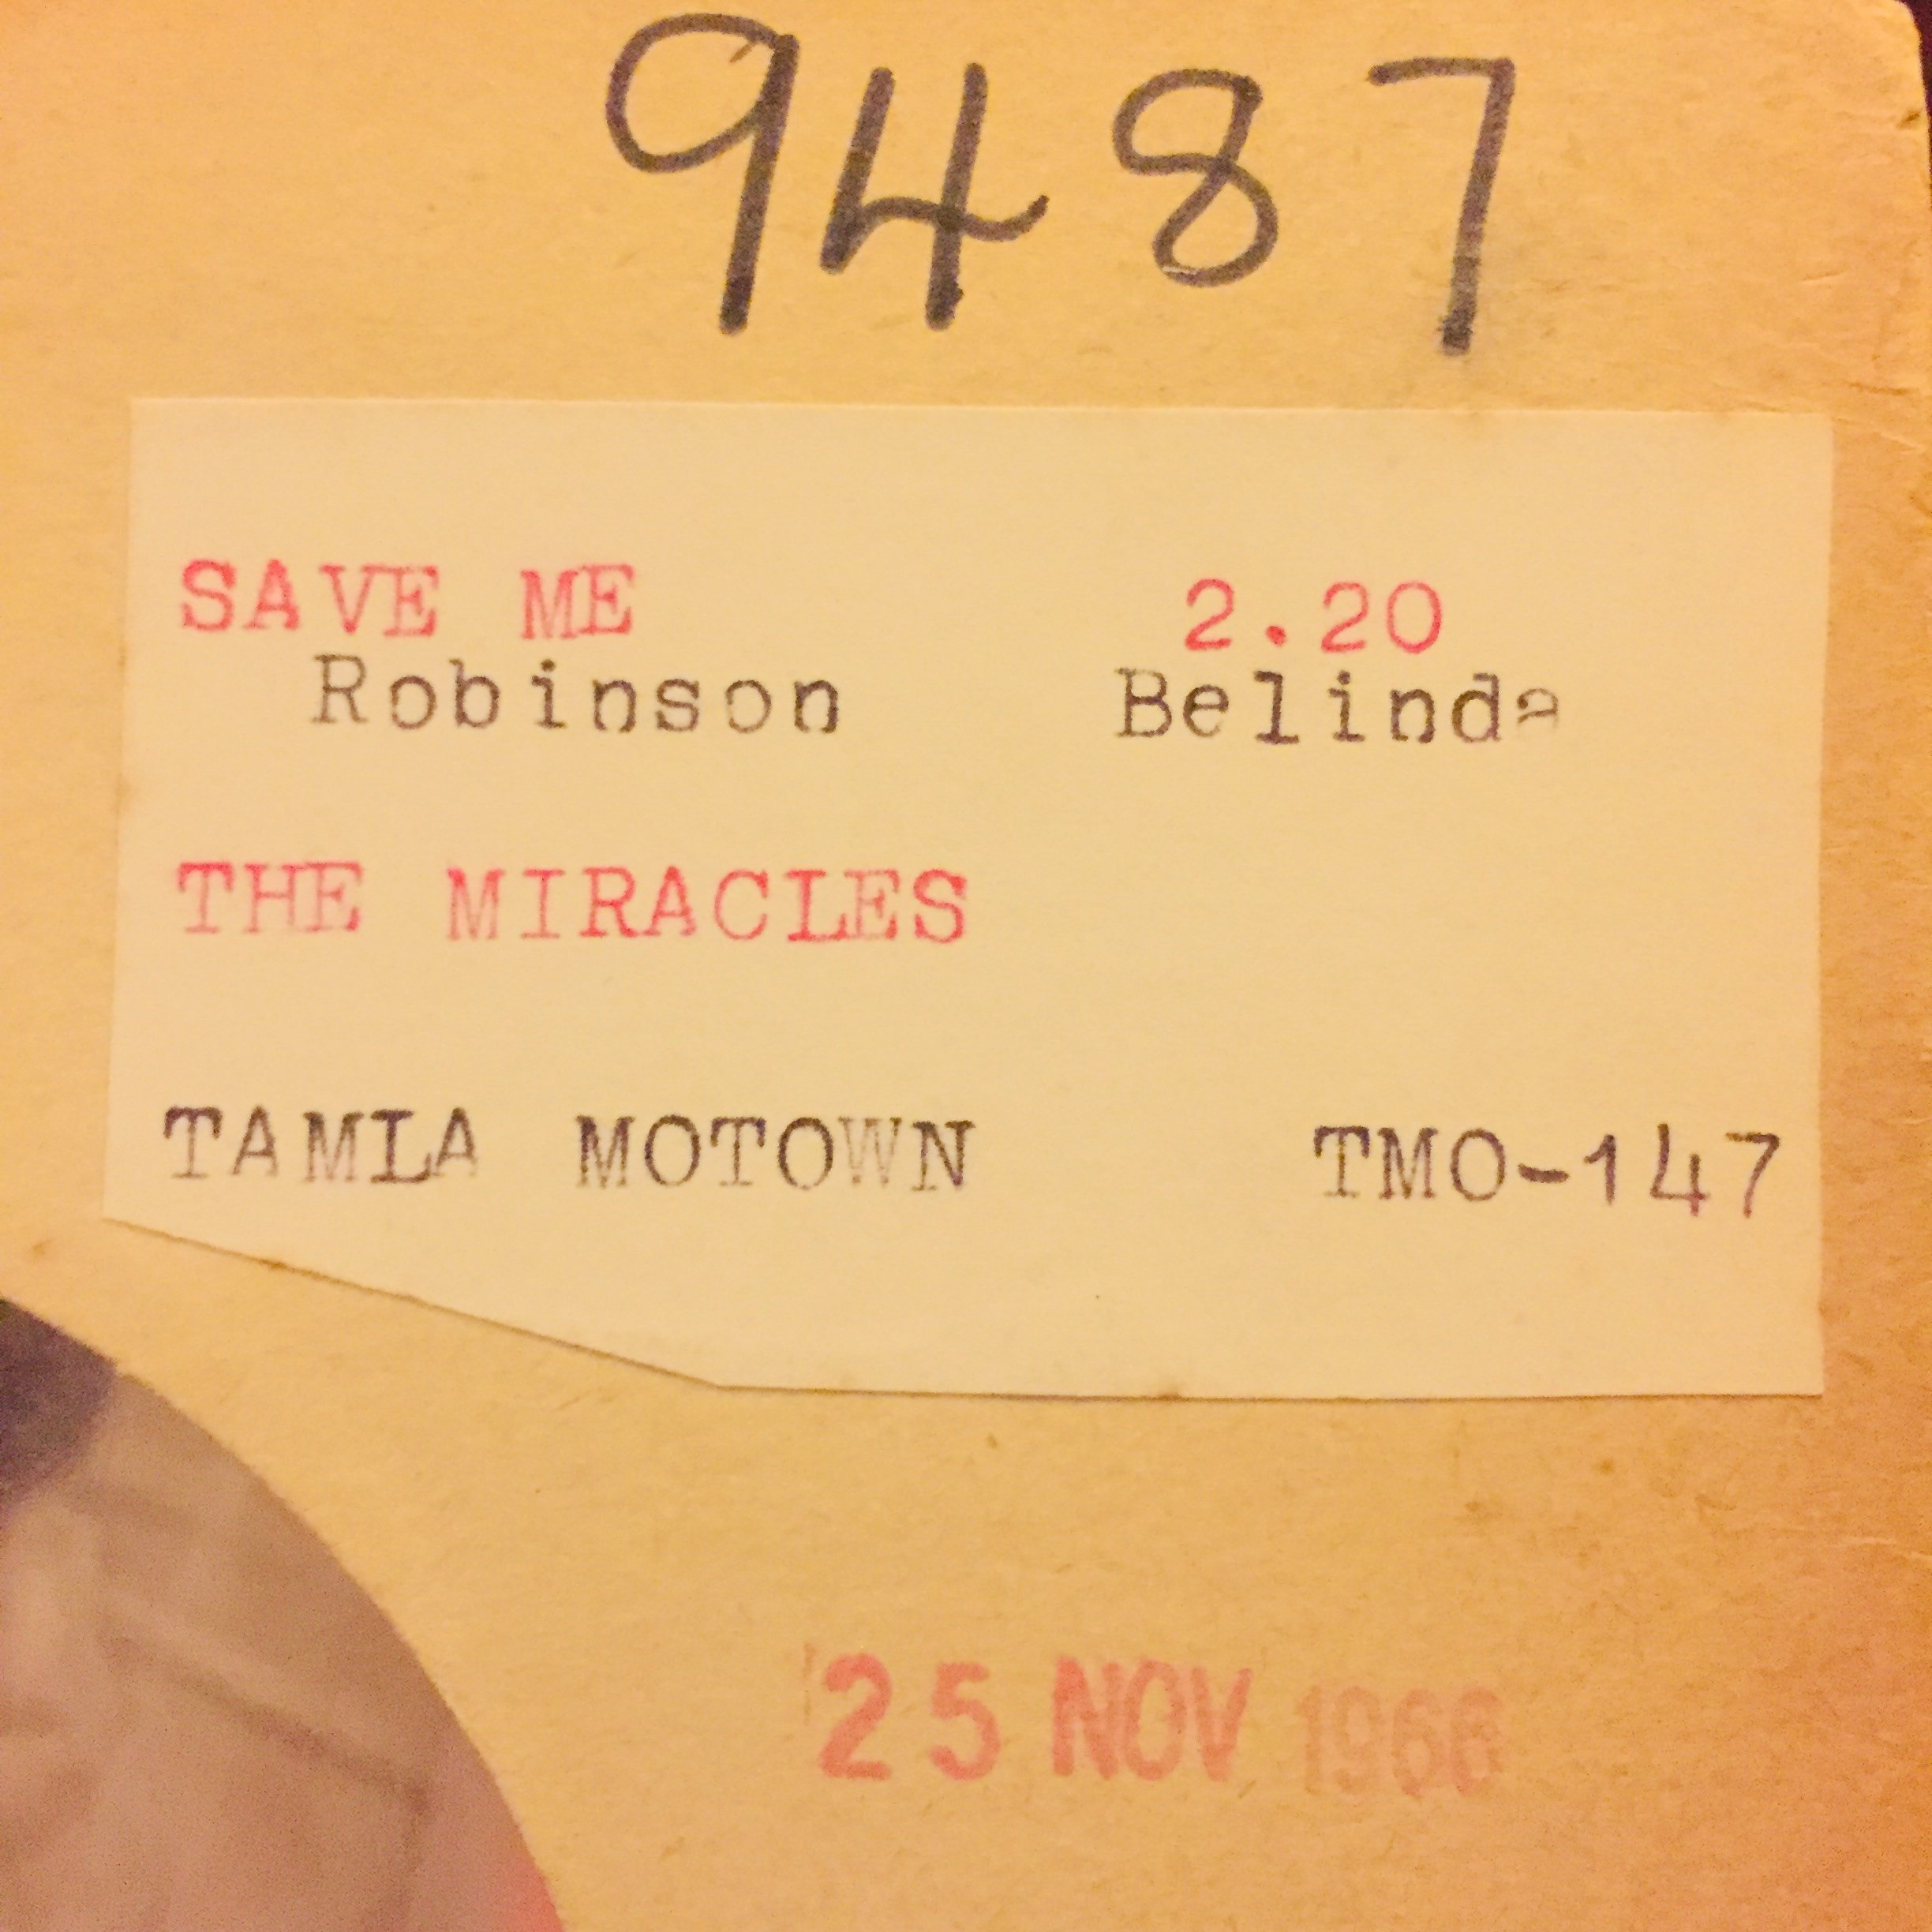 9487
SAVE ME 2.20
Robinson Belinda
THE MIRACLES
TAMLA MOTOWN TMO-147
25 NOV 1966